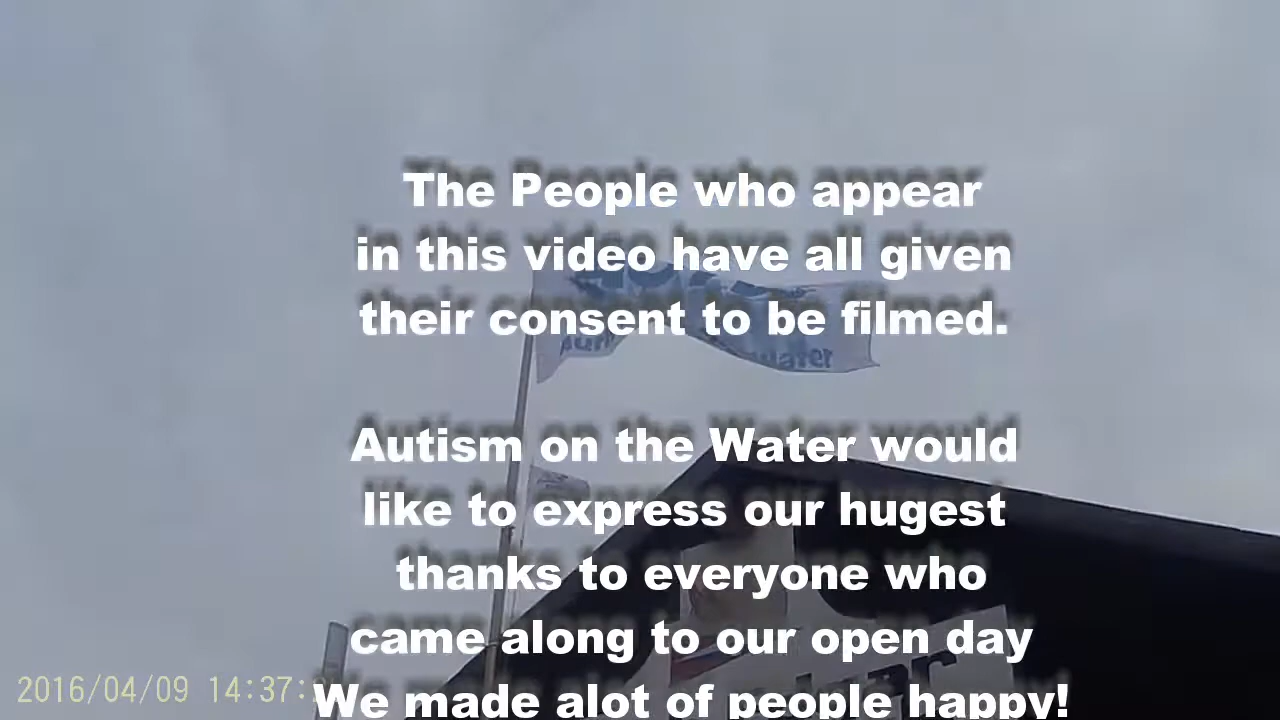 The People who appear
in this video have all given
their consent to be filmed.
Autism on the Water would
like to express our hugest
thanks to everyone who
came along to our open day
We made alot of people happy!
2016/04/09 14:37: